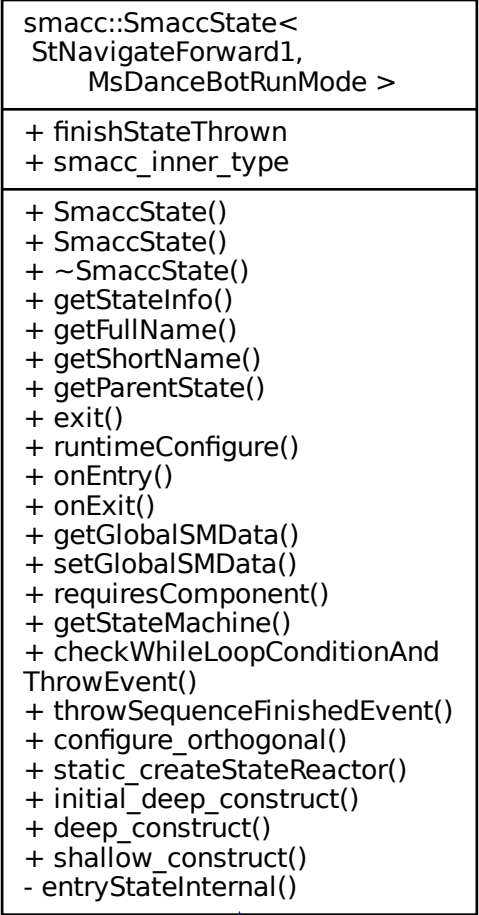 smacc::SmaccState<
StNavigateForward1,
MsDanceBotRunMode >
+ finishStateThrown
+ smacc_inner_type
+ SmaccState()
+ SmaccState()
+ ~SmaccState()
+ getStateInfo()
+ getFullName()
+ getShortName()
+ getParentState()
+ exit()
+ runtimeConfigure()
+ onEntry()
+ onExit()
+ getGlobalSMData()
+ setGlobalSMData()
+ requiresComponent()
+ getStateMachine()
+ checkWhileLoopConditionAnd
ThrowEvent()
+ throwSequenceFinishedEvent()
+ configure_orthogonal()
+ static_createStateReactor()
+ initial_deep_construct()
+ deep_construct()
+ shallow_construct()
- entryStateInternal()